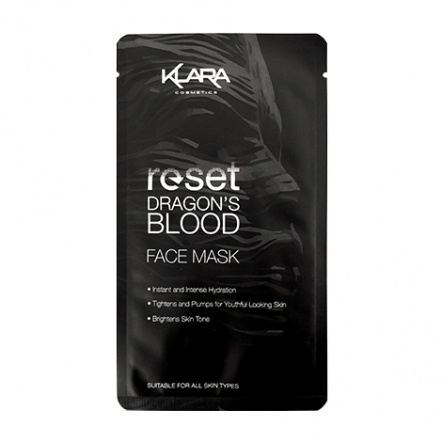 KLARA
COSMETICS
reset
DRAGON'S
BLOOD
FACE MASK
• Instant and Intense Hydration
• Tightens and Plumps for Youthful Looking Skin
• Brightens Skin Tone
SUITABLE FOR ALL SKIN TYPES